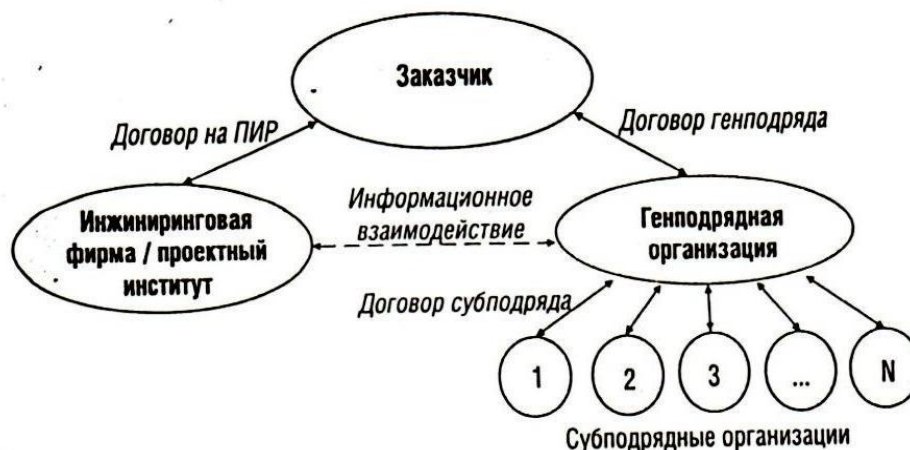 Заказчик
Договор на ПИР
Договор генподряда
Инжиниринговая
фирма / проектный
институт
Информационное
взаимодействие
Генподрядная
организация
Договор субподряда
1
2
3
...
N
Субподрядные организации